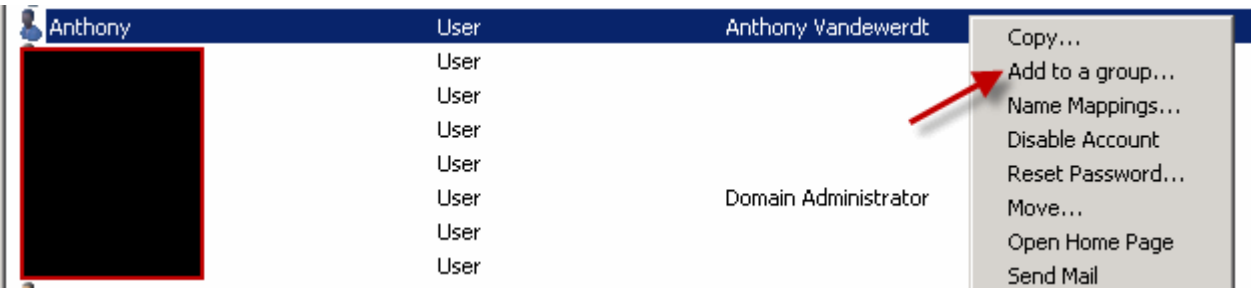 Anthony User Anthony Vandewerdt
User
User
User
User
User Domain Administrator
User
User
Copy...
Add to a group...
Name Mappings...
Disable Account
Reset Password...
Move...
Open Home Page
Send Mail